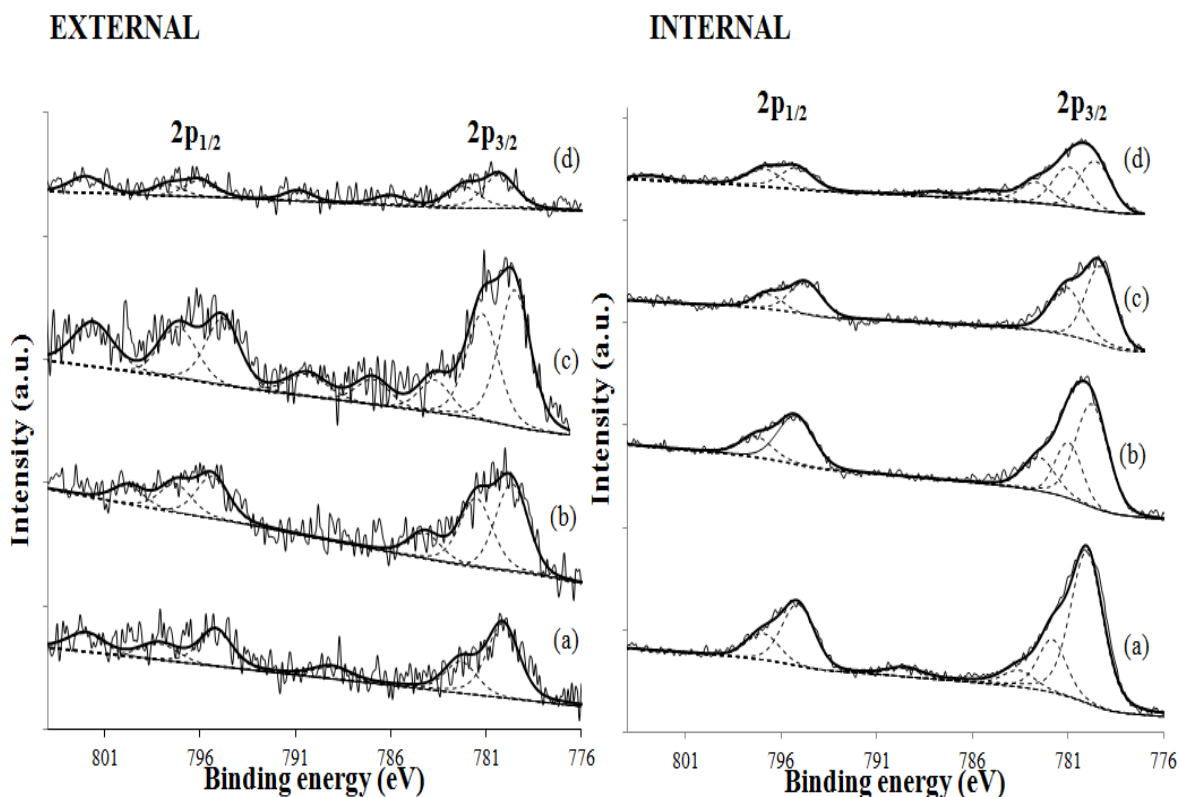 EXTERNAL
2p1/2
2p3/2
(d)
(c)
(b)
(a)
Intensity (a.u.)
801 796 791 786 781 776
Binding energy (eV)
INTERNAL
2p1/2
2p3/2
(d)
(c)
(b)
(a)
Intensity (a.u.)
801 796 791 786 781 776
Binding energy (eV)